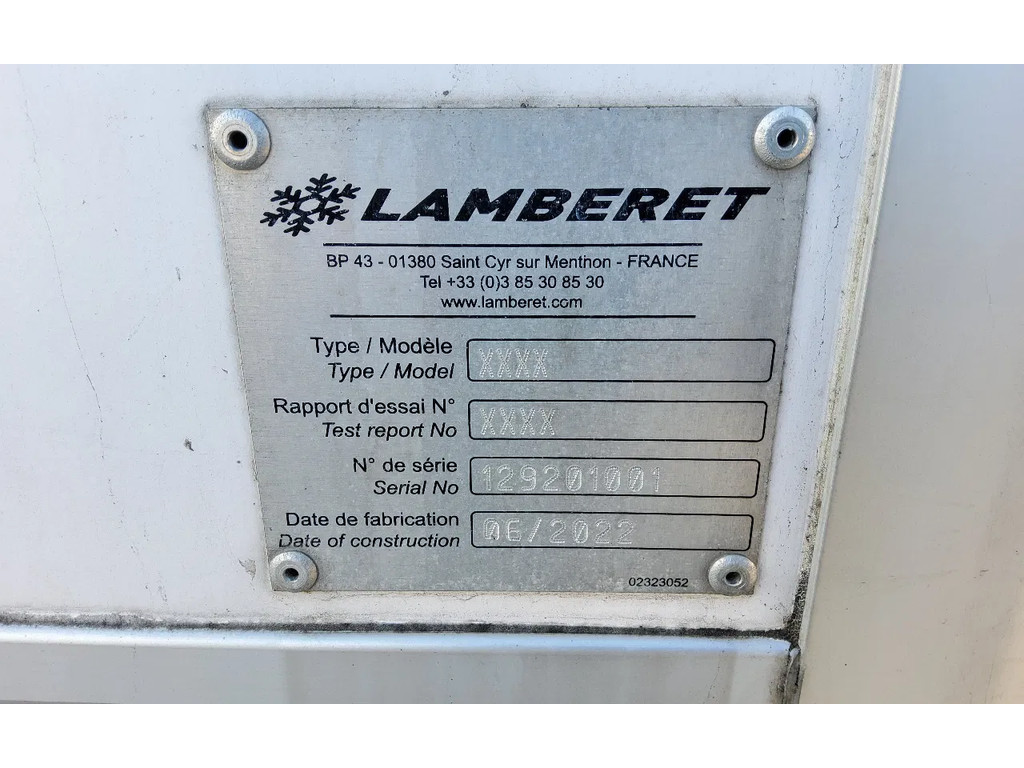 LAMBERET
BP 43 - 01380 Saint Cyr sur Menthon - FRANCE
Tel +33 (0)3 85 30 85 30
www.lamberet.com
Type / Modèle
Type / Model
XXXX
Rapport d'essai N°
Test report No
XXXX
N° de série
Serial No
129201001
Date de fabrication
Date of construction
06/2022
02323052